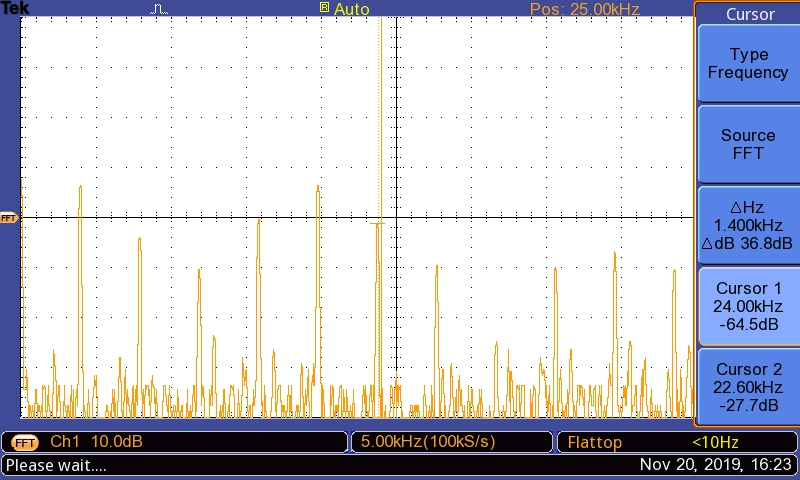 Tek
R Auto
Pos: 25.00kHz
Cursor
Type
Frequency
Source
FFT
△Hz
1.400kHz
△dB 36.8dB
Cursor 1
24.00kHz
-64.5dB
Cursor 2
22.60kHz
-27.7dB
FFT
FFT Ch1 10.0dB
5.00kHz(100kS/s)
Flattop
<10Hz
Please wait....
Nov 20, 2019, 16:23